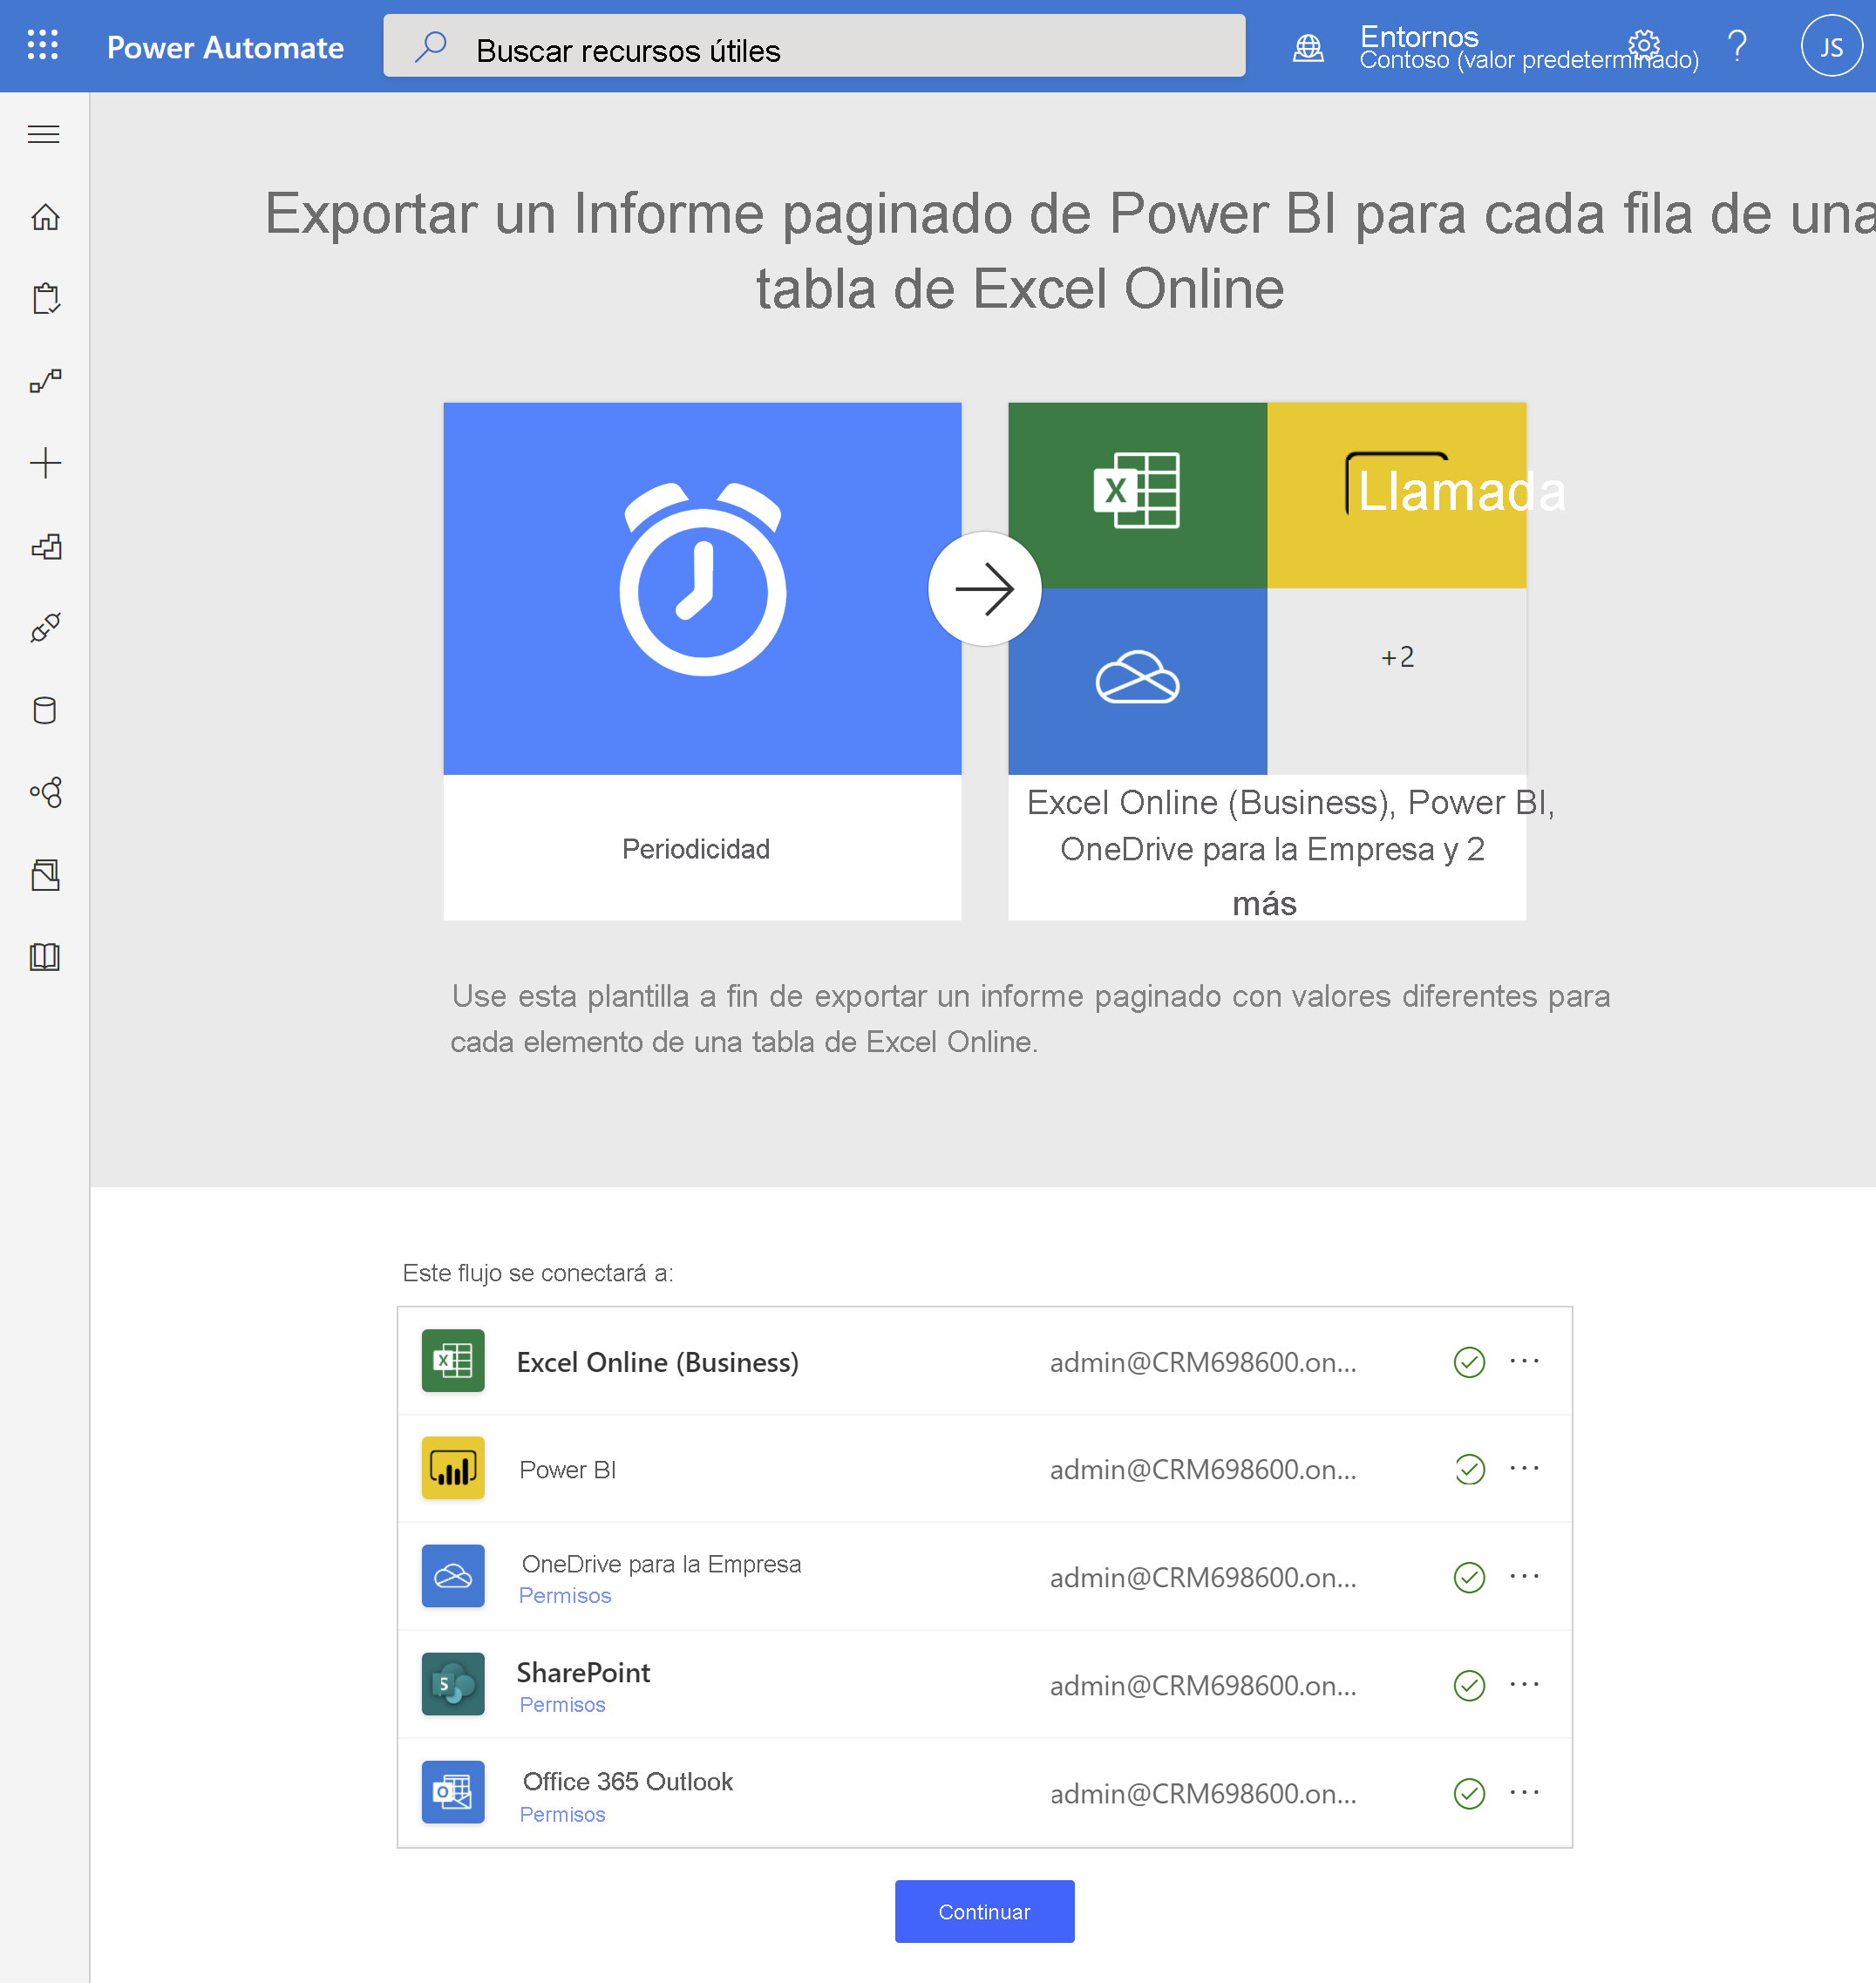 Power Automate
Buscar recursos útiles
Entornos
Contoso (valor predeterminado)
JS
Exportar un Informe paginado de Power BI para cada fila de una
tabla de Excel Online
Llamada
+2
Periodicidad
Excel Online (Business), Power BI,
OneDrive para la Empresa y 2
más
Use esta plantilla a fin de exportar un informe paginado con valores diferentes para
cada elemento de una tabla de Excel Online.
Este flujo se conectará a:
Excel Online (Business) admin@CRM698600.on...
Power BI admin@CRM698600.on...
OneDrive para la Empresa admin@CRM698600.on...
Permisos
SharePoint admin@CRM698600.on...
Permisos
Office 365 Outlook admin@CRM698600.on...
Permisos
Continuar